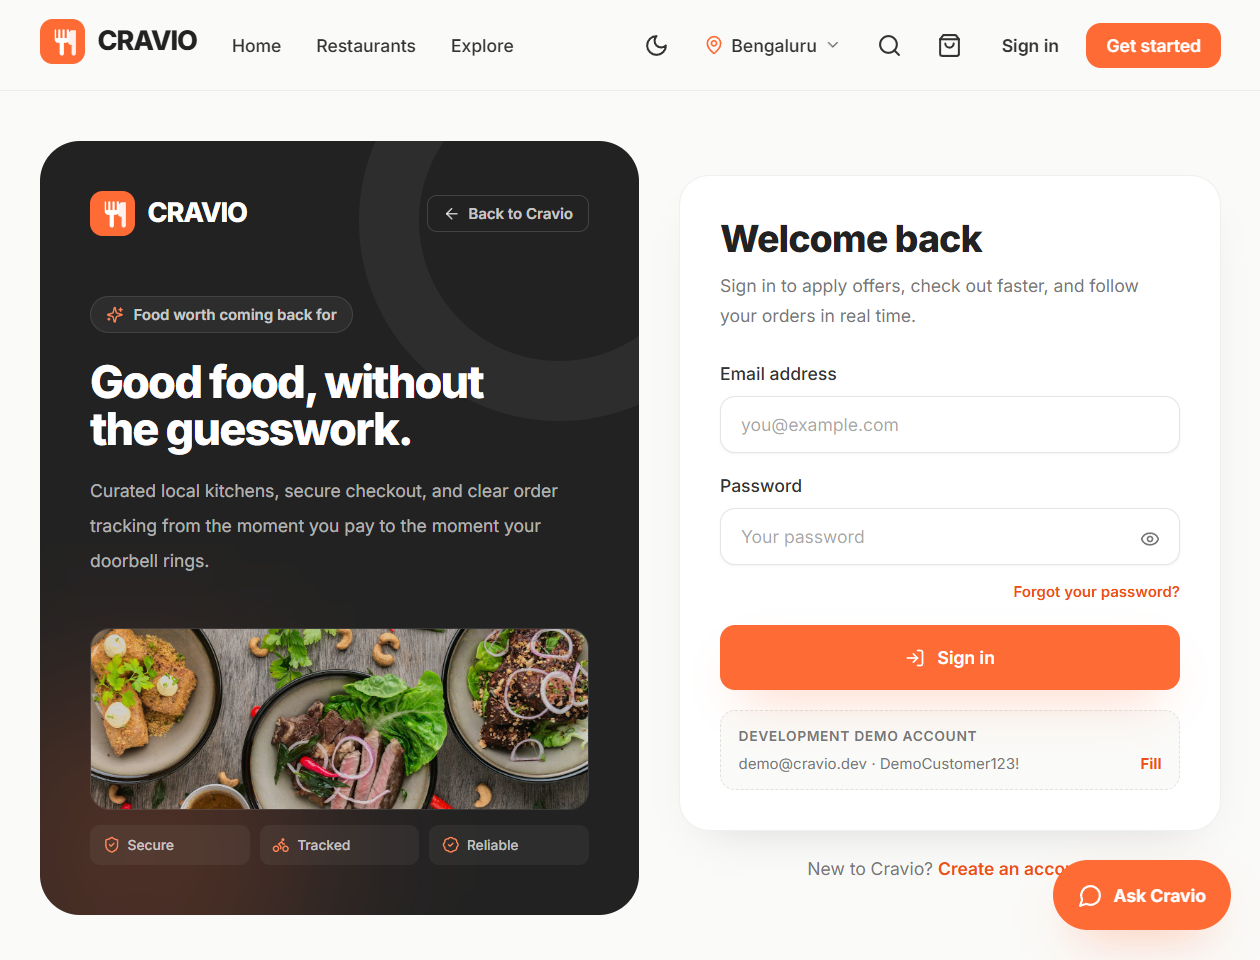 CRAVIO
Home
Restaurants
Explore
Bengaluru
Sign in
Get started
CRAVIO
Back to Cravio
Food worth coming back for
Good food, without
the guesswork.
Curated local kitchens, secure checkout, and clear order
tracking from the moment you pay to the moment your
doorbell rings.
Secure
Tracked
Reliable
Welcome back
Sign in to apply offers, check out faster, and follow
your orders in real time.
Email address
you@example.com
Password
Your password
Forgot your password?
Sign in
DEVELOPMENT DEMO ACCOUNT
demo@cravio.dev · DemoCustomer123!
Fill
New to Cravio? Create an
Ask Cravio